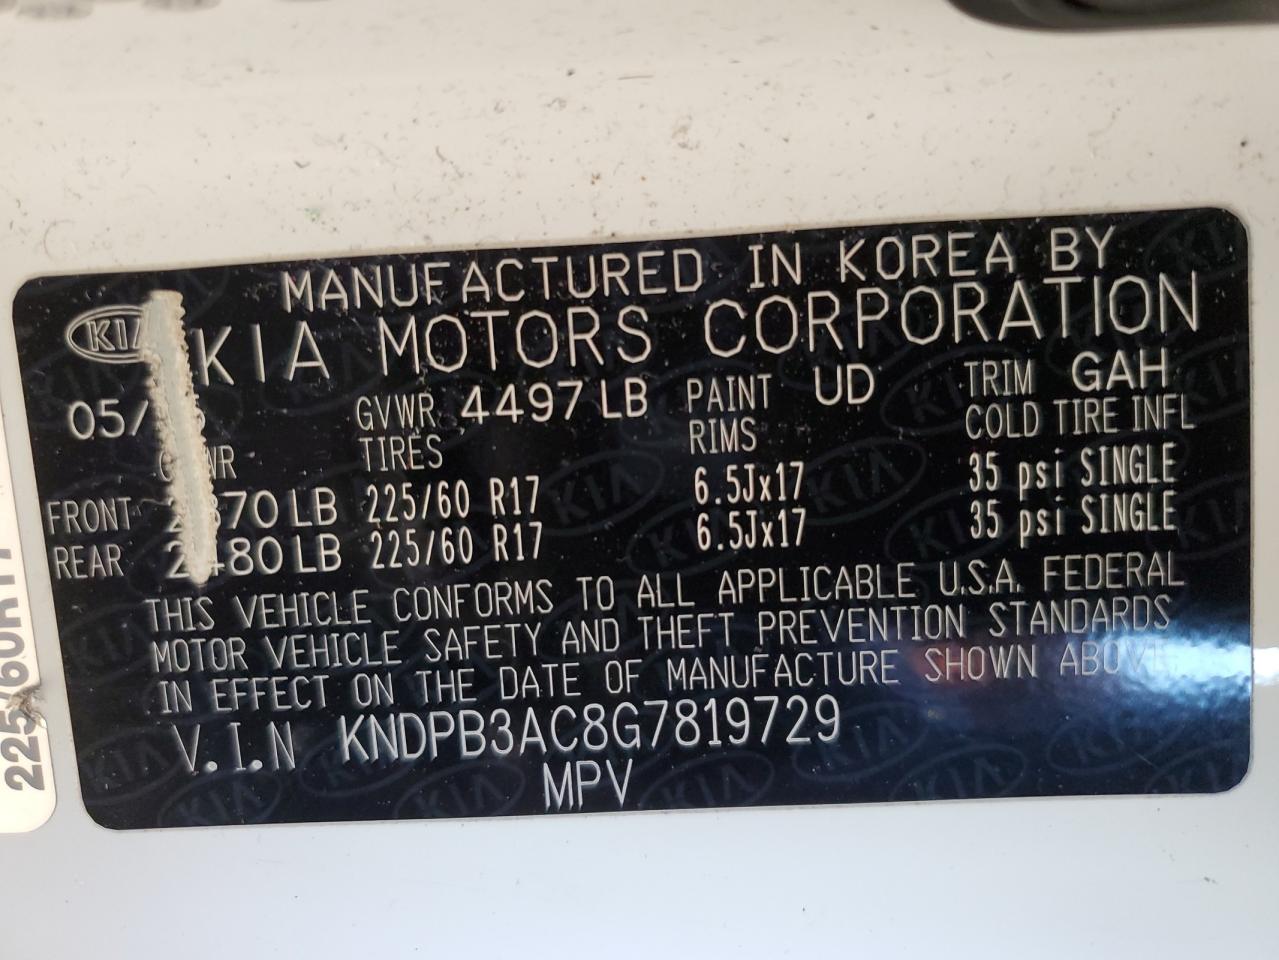 MANUFACTURED IN KOREA BY
KIA KIA MOTORS CORPORATION
GVWR 4497 LB PAINT UD TRIM GAH
TIRES RIMS COLD TIRE INFL
FRONT LB 225/60 R17 6.5Jx17 35 psi SINGLE
REAR LB 225/60 R17 6.5Jx17 35 psi SINGLE
THIS VEHICLE CONFORMS TO ALL APPLICABLE U.S.A. FEDERAL
MOTOR VEHICLE SAFETY AND THEFT PREVENTION STANDARDS
IN EFFECT ON THE DATE OF MANUFACTURE SHOWN ABOVE.
V.I.N KNDPB3AC8G7819729
MPV